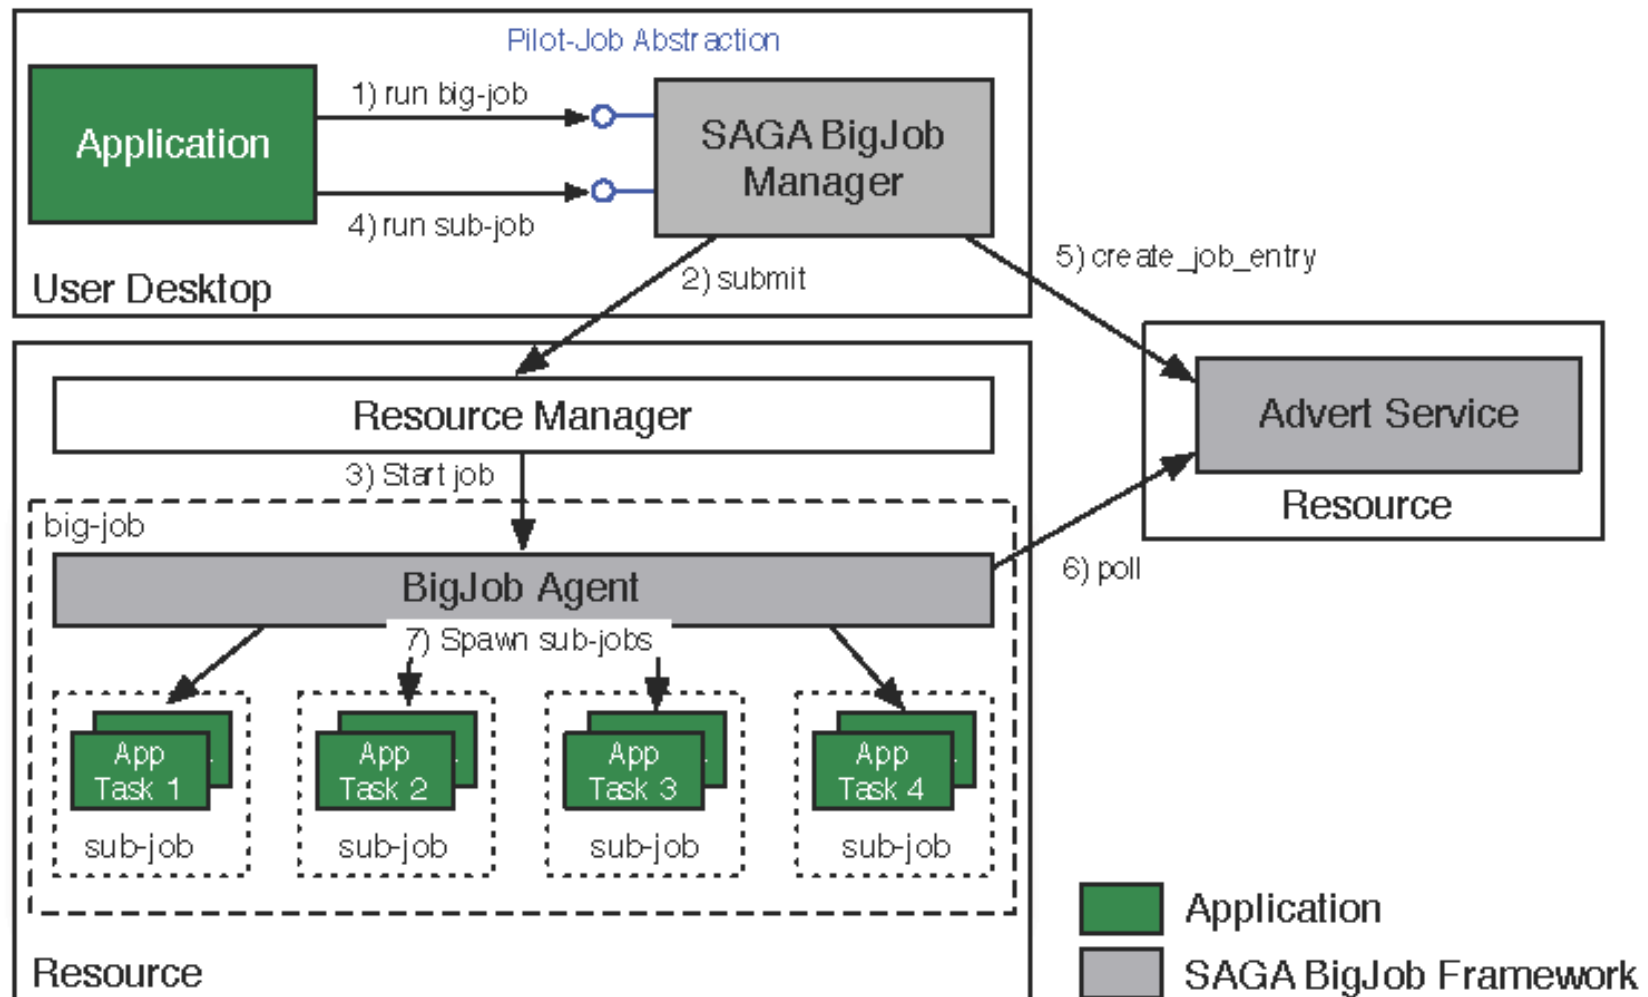 Pilot-Job Abstraction
1) run big-job
Application
SAGA BigJob
Manager
4) run sub-job
User Desktop
2) submit
5) create_job_entry
Resource Manager
Advert Service
3) Start job
Resource
big-job
BigJob Agent
6) poll
7) Spawn sub-jobs
App
Task 1
sub-job
App
Task 2
sub-job
App
Task 3
sub-job
App
Task 4
sub-job
Application
Resource
SAGA BigJob Framework